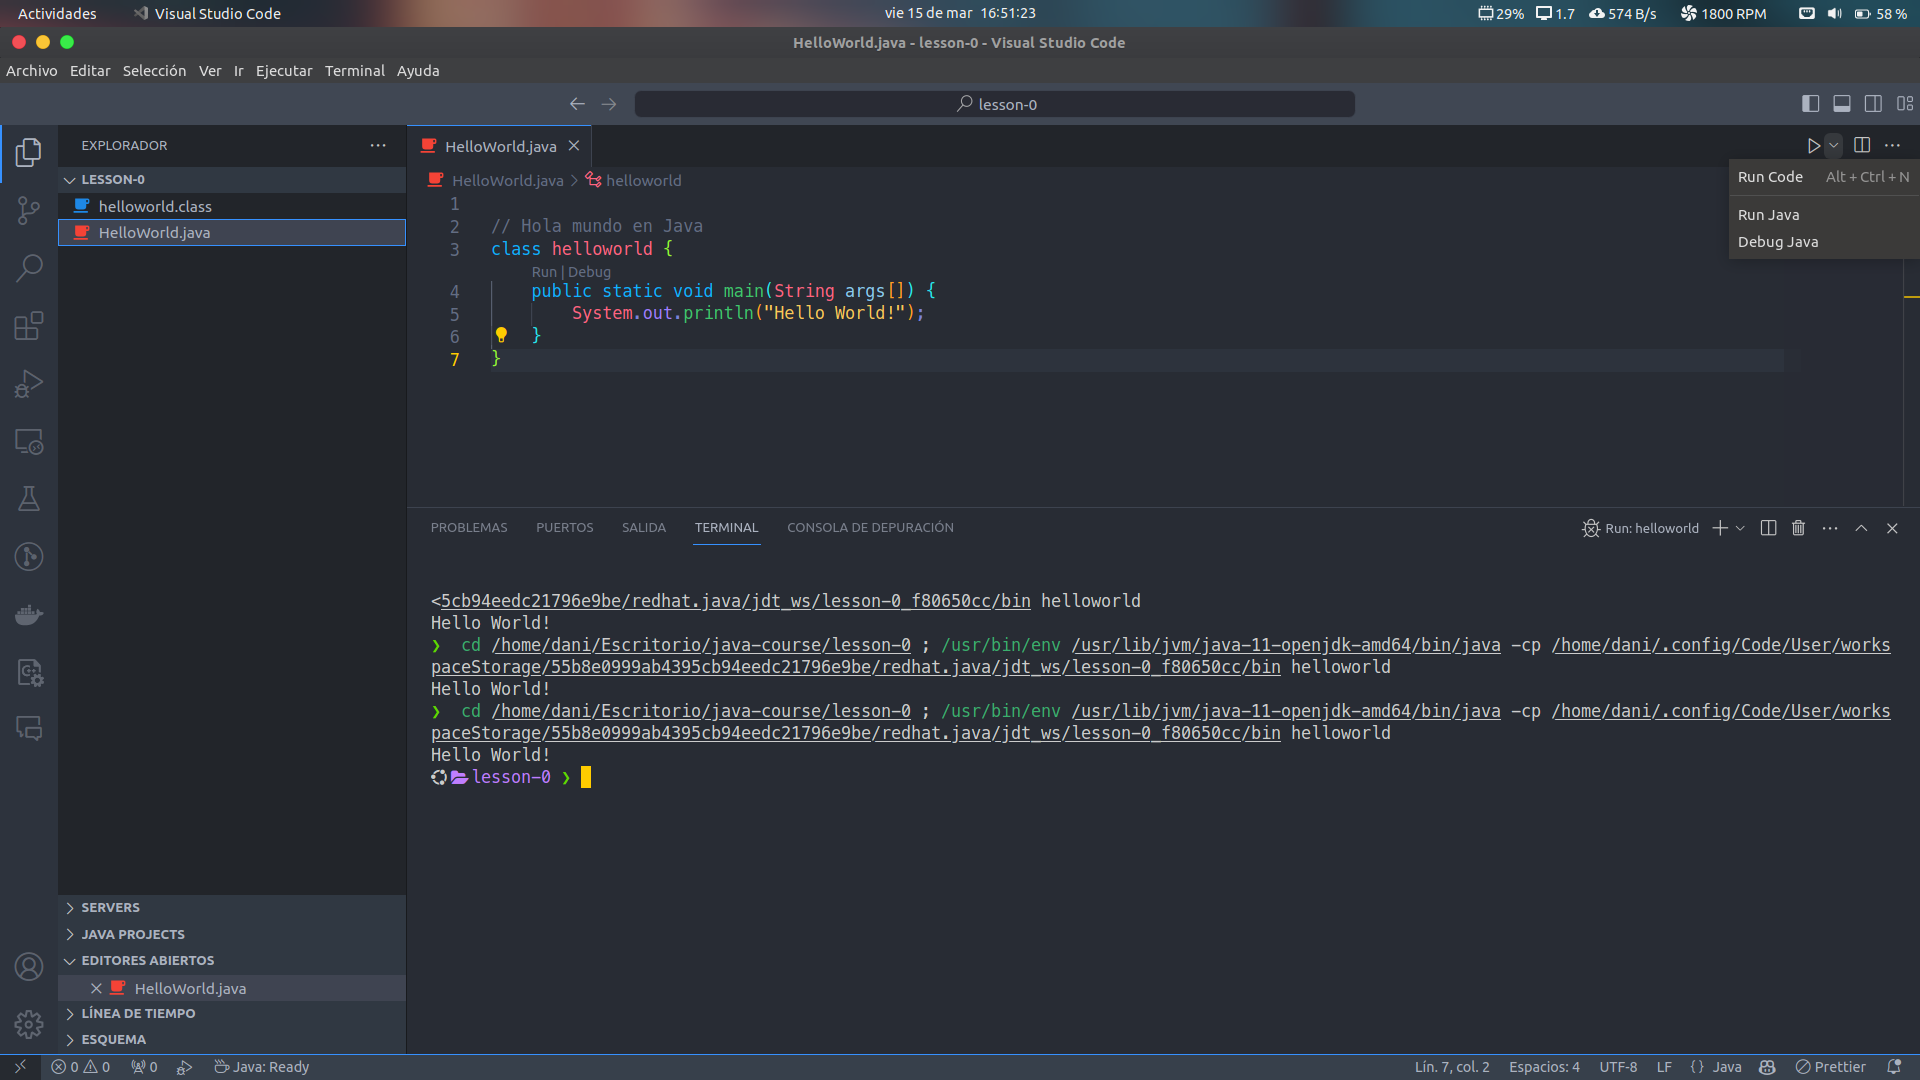 Actividades
Visual Studio Code
vie 15 de mar 16:51:23
29%
1.7
574 B/s
1800 RPM
58 %
HelloWorld.java - lesson-0 - Visual Studio Code
Archivo Editar Selección Ver Ir Ejecutar Terminal Ayuda
lesson-0
EXPLORADOR
LESSON-0
helloworld.class
HelloWorld.java
HelloWorld.java
HelloWorld.java > helloworld
Run Code Alt + Ctrl + N
Run Java
Debug Java
1
2 // Hola mundo en Java
3 class helloworld {
Run | Debug
4 public static void main(String args[]) {
5 System.out.println("Hello World!");
6 }
7 }
PROBLEMAS PUERTOS SALIDA TERMINAL CONSOLA DE DEPURACIÓN
Run: helloworld
<5cb94eedc21796e9be/redhat.java/jdt_ws/lesson-0_f80650cc/bin helloworld
Hello World!
❯ cd /home/dani/Escritorio/java-course/lesson-0 ; /usr/bin/env /usr/lib/jvm/java-11-openjdk-amd64/bin/java -cp /home/dani/.config/Code/User/works
paceStorage/55b8e0999ab4395cb94eedc21796e9be/redhat.java/jdt_ws/lesson-0_f80650cc/bin helloworld
Hello World!
❯ cd /home/dani/Escritorio/java-course/lesson-0 ; /usr/bin/env /usr/lib/jvm/java-11-openjdk-amd64/bin/java -cp /home/dani/.config/Code/User/works
paceStorage/55b8e0999ab4395cb94eedc21796e9be/redhat.java/jdt_ws/lesson-0_f80650cc/bin helloworld
Hello World!
lesson-0 ❯
SERVERS
JAVA PROJECTS
EDITORES ABIERTOS
HelloWorld.java
LÍNEA DE TIEMPO
ESQUEMA
0 0 0 Java: Ready
Lín. 7, col. 2 Espacios: 4 UTF-8 LF {} Java Prettier